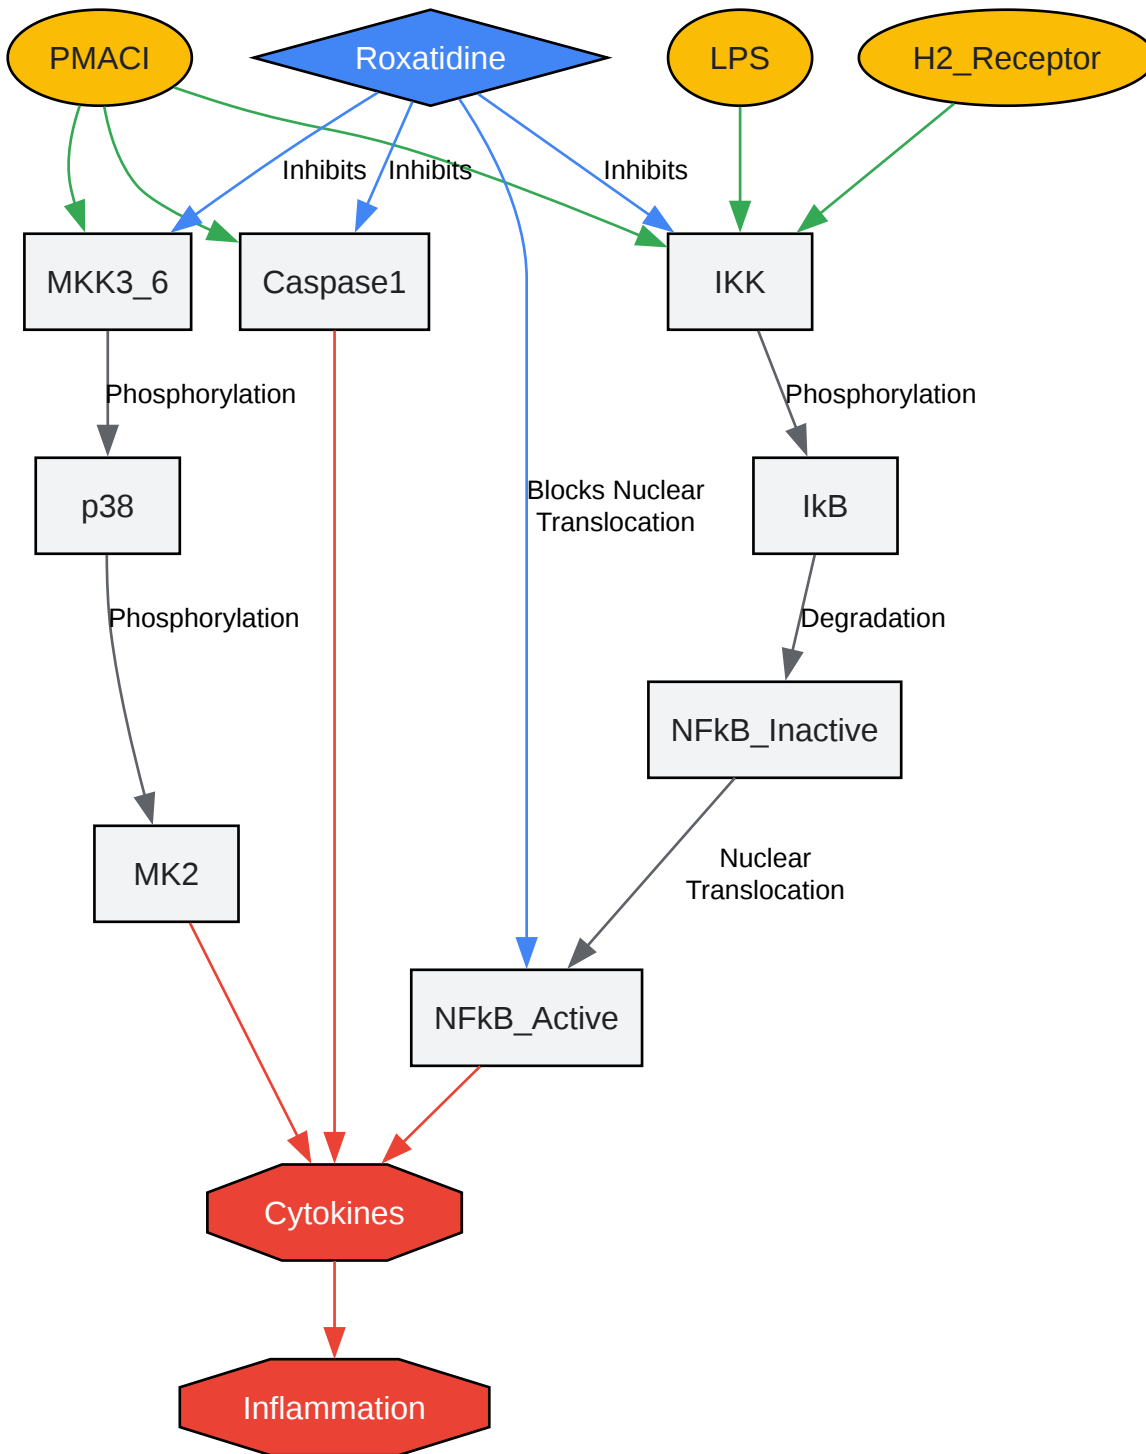 PMACI
Roxatidine
LPS
H2_Receptor
Inhibits
Inhibits
Inhibits
MKK3_6
Caspase1
IKK
Phosphorylation
Phosphorylation
p38
Blocks Nuclear
Translocation
IkB
Phosphorylation
Degradation
NFkB_Inactive
MK2
Nuclear
Translocation
NFkB_Active
Cytokines
Inflammation